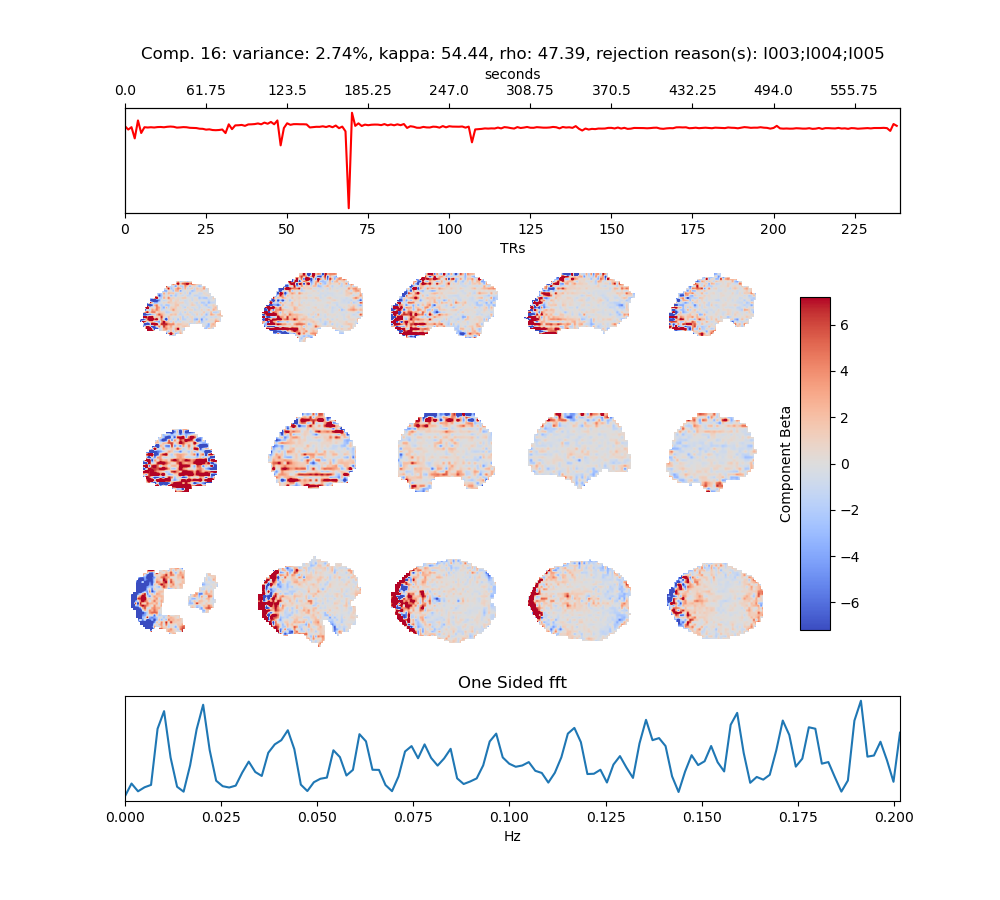 Comp. 16: variance: 2.74%, kappa: 54.44, rho: 47.39, rejection reason(s): I003;I004;I005
seconds
0.0 61.75 123.5 185.25 247.0 308.75 370.5 432.25 494.0 555.75
0 25 50 75 100 125 150 175 200 225
TRs
6
4
2
0
−2
−4
−6
Component Beta
One Sided fft
0.000 0.025 0.050 0.075 0.100 0.125 0.150 0.175 0.200
Hz